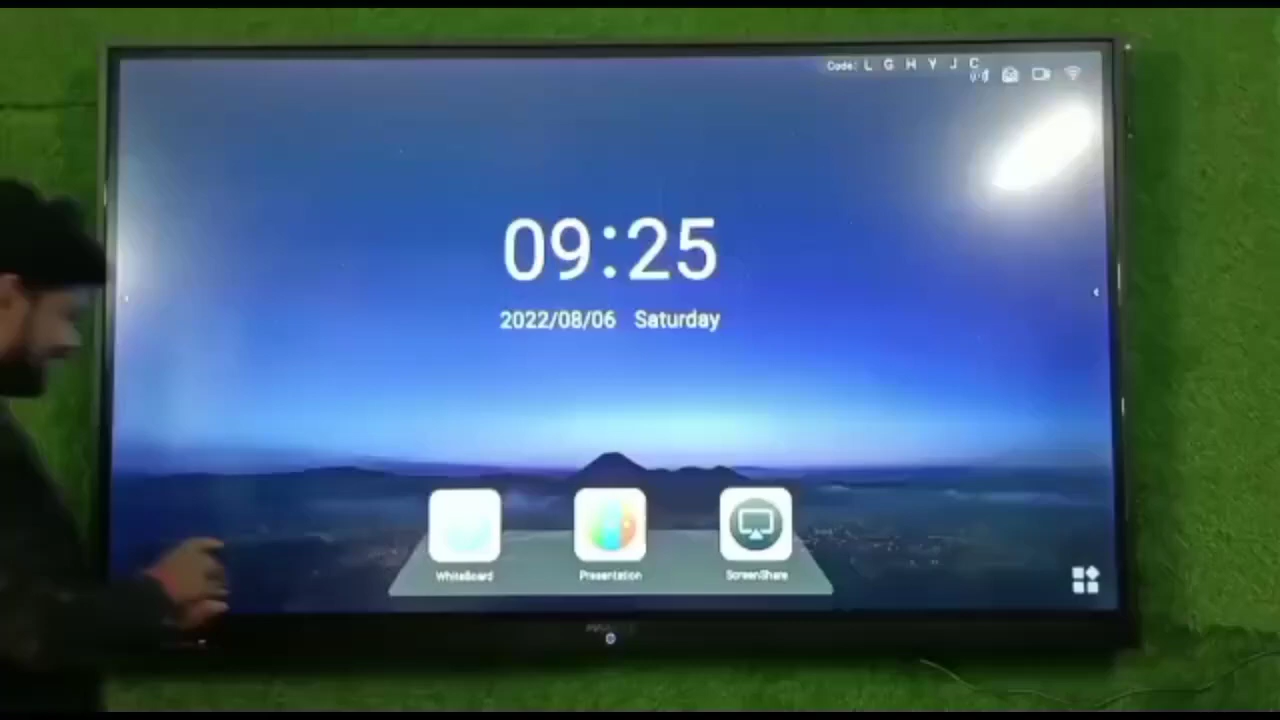 Code: L G H Y J C
09:25
2022/08/06 Saturday
WhiteBoard
Presentation
ScreenShare